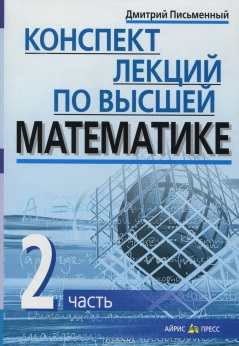 Дмитрий Письменный
КОНСПЕКТ
ЛЕКЦИЙ
ПО ВЫСШЕЙ
МАТЕМАТИКЕ
2
часть
АЙРИС ПРЕСС